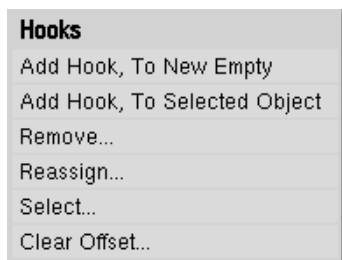 Hooks
Add Hook, To New Empty
Add Hook, To Selected Object
Remove...
Reassign...
Select...
Clear Offset...